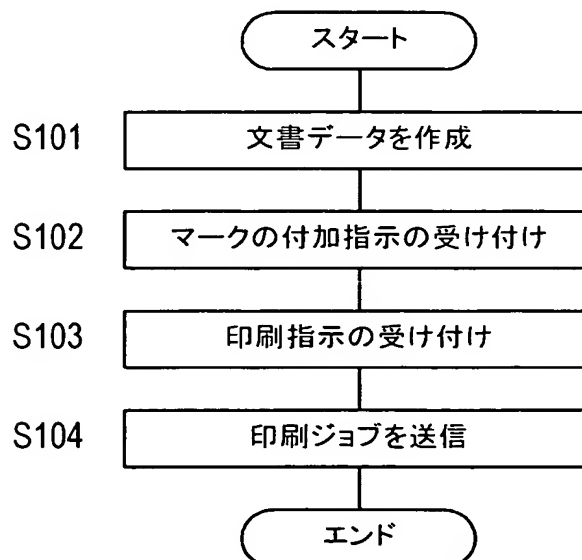 スタート
S101 文書データを作成
S102 マークの付加指示の受け付け
S103 印刷指示の受け付け
S104 印刷ジョブを送信
エンド